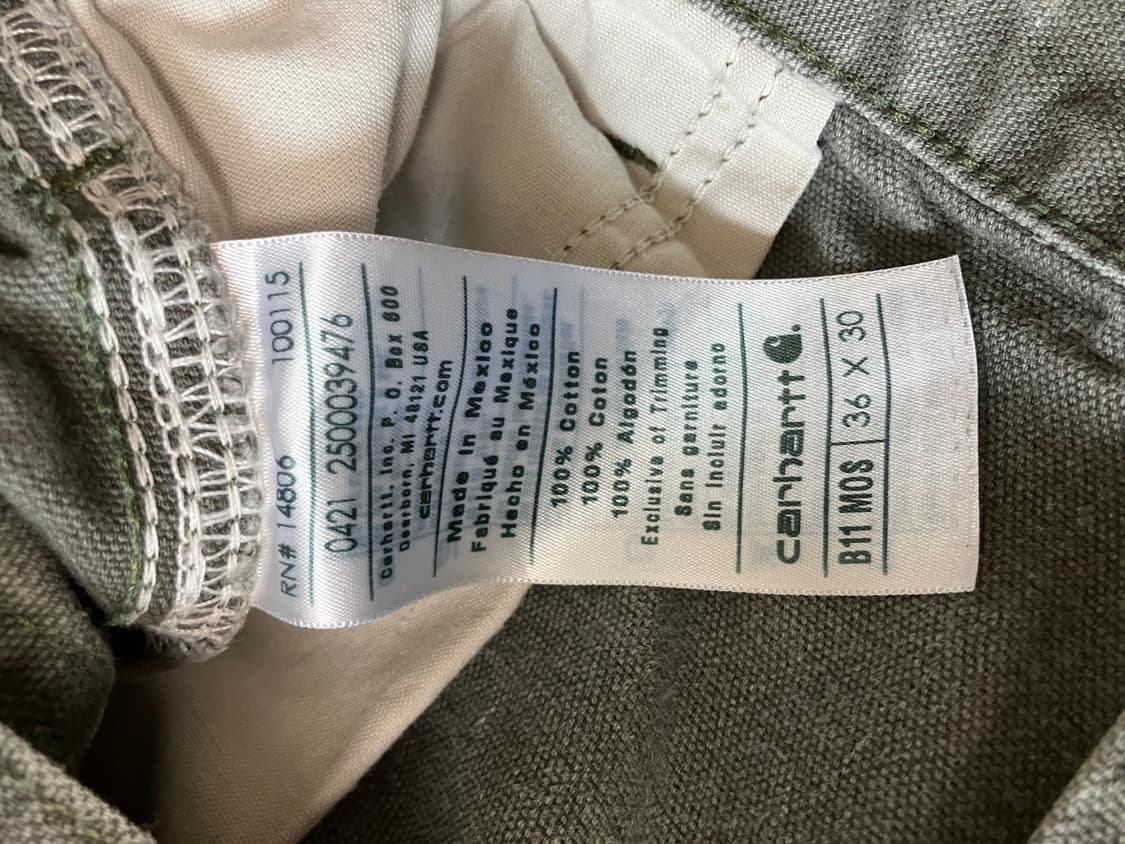 RN# 14806 100115
0421 2500039476
Carhartt, Inc. P. O. Box 600
Dearborn, MI 48121 USA
carhartt.com
Made in Mexico
Fabriqué au Mexique
Hecho en México
100% Cotton
100% Coton
100% Algodón
Exclusive of Trimming
Sans garniture
Sin incluir adorno
carhartt
B11 MOS 36 X 30